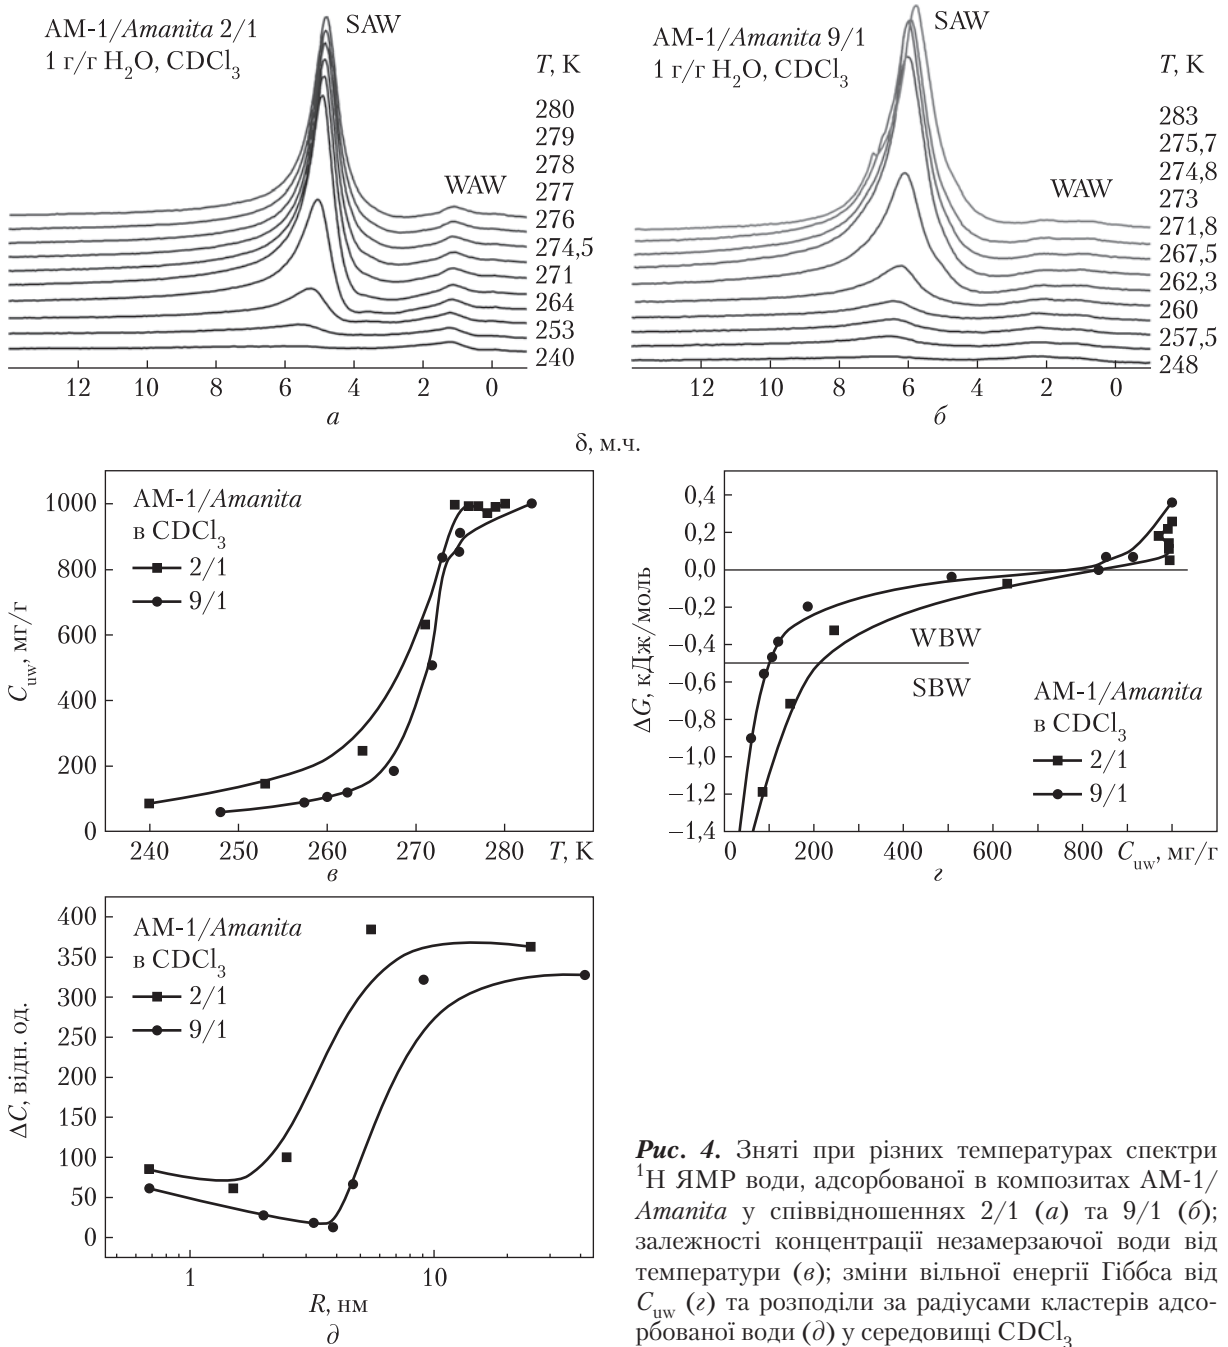 AM-1/Amanita 2/1
1 г/г H₂O, CDCl₃
SAW
WAW
T, K
280
279
278
277
276
274,5
271
264
253
240
12 10 8 6 4 2 0
а
AM-1/Amanita 9/1
1 г/г H₂O, CDCl₃
SAW
WAW
T, K
283
275,7
274,8
273
271,8
267,5
262,3
260
257,5
248
12 10 8 6 4 2 0
б
δ, м.ч.
AM-1/Amanita
в CDCl₃
2/1
9/1
C_uw, мг/г
1000
800
600
400
200
0
240 250 260 270 280 T, K
в
0,4
0,2
0,0
−0,2
−0,4
−0,6
−0,8
−1,0
−1,2
−1,4
ΔG, кДж/моль
WBW
SBW
AM-1/Amanita
в CDCl₃
2/1
9/1
0 200 400 600 800 C_uw, мг/г
г
AM-1/Amanita
в CDCl₃
2/1
9/1
ΔC, відн. од.
400
350
300
250
200
150
100
50
0
1 10
R, нм
д
Рис. 4. Зняті при різних температурах спектри
¹H ЯМР води, адсорбованої в композитах AM-1/
Amanita у співвідношеннях 2/1 (а) та 9/1 (б);
залежності концентрації незамерзаючої води від
температури (в); зміни вільної енергії Гіббса від
C_uw (г) та розподіли за радіусами кластерів адсо-
рбованої води (д) у середовищі CDCl₃